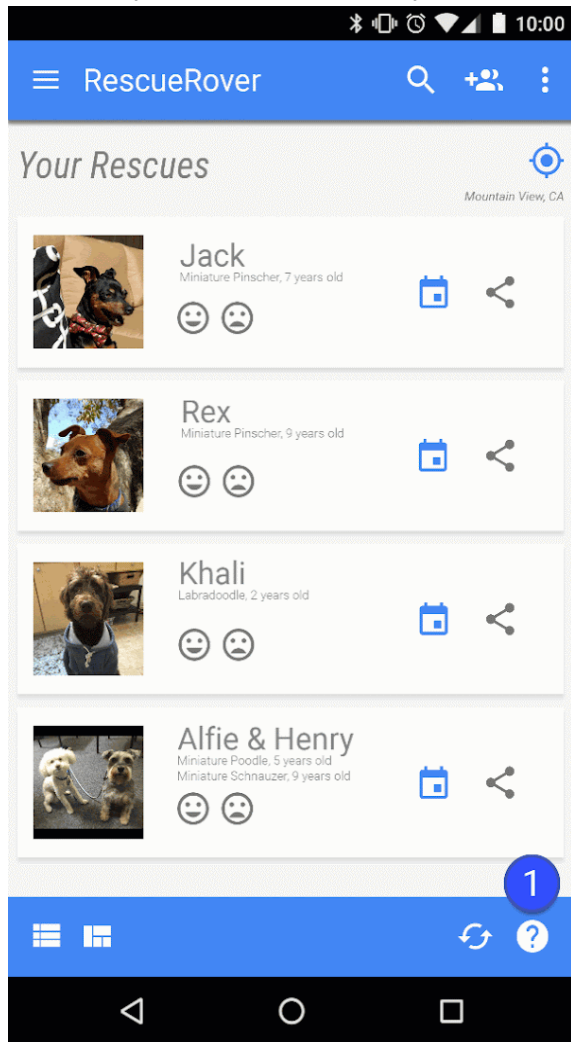 10:00
RescueRover
Your Rescues
Mountain View, CA
Jack
Miniature Pinscher, 7 years old
Rex
Miniature Pinscher, 9 years old
Khali
Labradoodle, 2 years old
Alfie & Henry
Miniature Poodle, 5 years old
Miniature Schnauzer, 9 years old
1
?